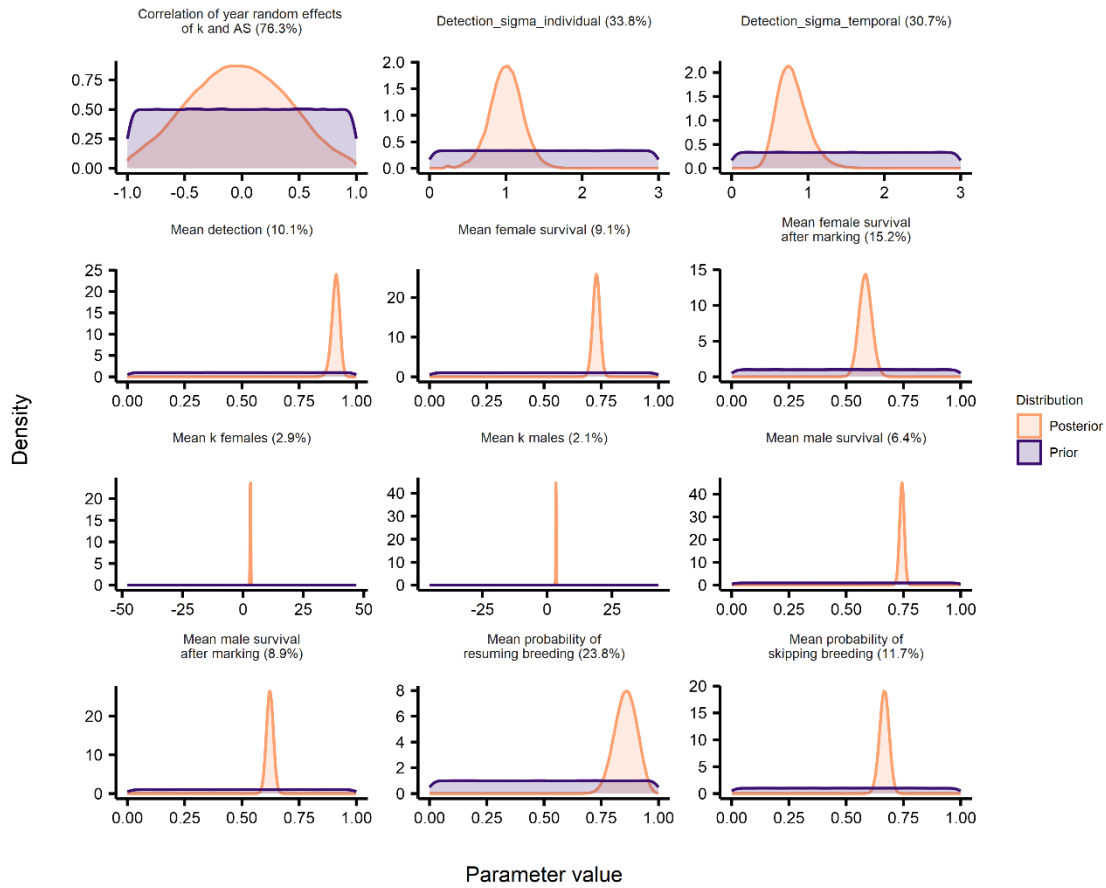 Correlation of year random effects
of k and AS (76.3%)
Detection_sigma_individual (33.8%)
Detection_sigma_temporal (30.7%)
0.75
0.50
0.25
0.00
-1.0 -0.5 0.0 0.5 1.0
2.0
1.5
1.0
0.5
0.0
0 1 2 3
2.0
1.5
1.0
0.5
0.0
0 1 2 3
Mean detection (10.1%)
Mean female survival (9.1%)
Mean female survival
after marking (15.2%)
25
20
15
10
5
0
0.00 0.25 0.50 0.75 1.00
20
10
0
0.00 0.25 0.50 0.75 1.00
15
10
5
0
0.00 0.25 0.50 0.75 1.00
Mean k females (2.9%)
Mean k males (2.1%)
Mean male survival (6.4%)
20
15
10
5
0
-50 -25 0 25 50
40
30
20
10
0
-25 0 25
40
30
20
10
0
0.00 0.25 0.50 0.75 1.00
Mean male survival
after marking (8.9%)
Mean probability of
resuming breeding (23.8%)
Mean probability of
skipping breeding (11.7%)
20
10
0
0.00 0.25 0.50 0.75 1.00
8
6
4
2
0
0.00 0.25 0.50 0.75 1.00
20
15
10
5
0
0.00 0.25 0.50 0.75 1.00
Density
Parameter value
Distribution
Posterior
Prior